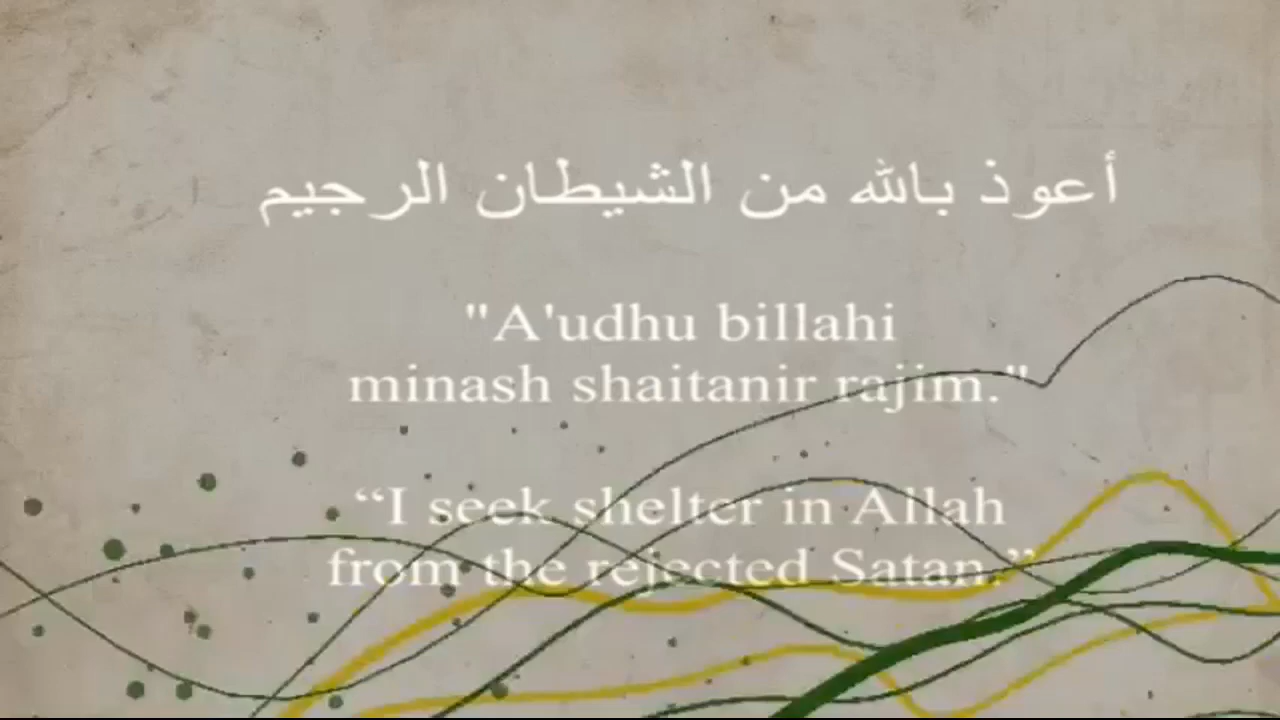 أعوذ بالله من الشيطان الرجيم
"A'udhu billahi
minash shaitanir rajim."
“I seek shelter in Allah
from the rejected Satan.”